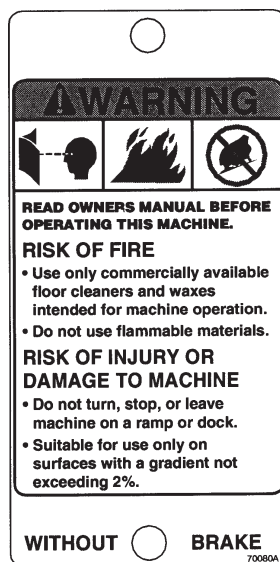 WARNING
READ OWNERS MANUAL BEFORE
OPERATING THIS MACHINE.
RISK OF FIRE
• Use only commercially available
floor cleaners and waxes
intended for machine operation.
• Do not use flammable materials.
RISK OF INJURY OR
DAMAGE TO MACHINE
• Do not turn, stop, or leave
machine on a ramp or dock.
• Suitable for use only on
surfaces with a gradient not
exceeding 2%.
WITHOUT BRAKE
70080A